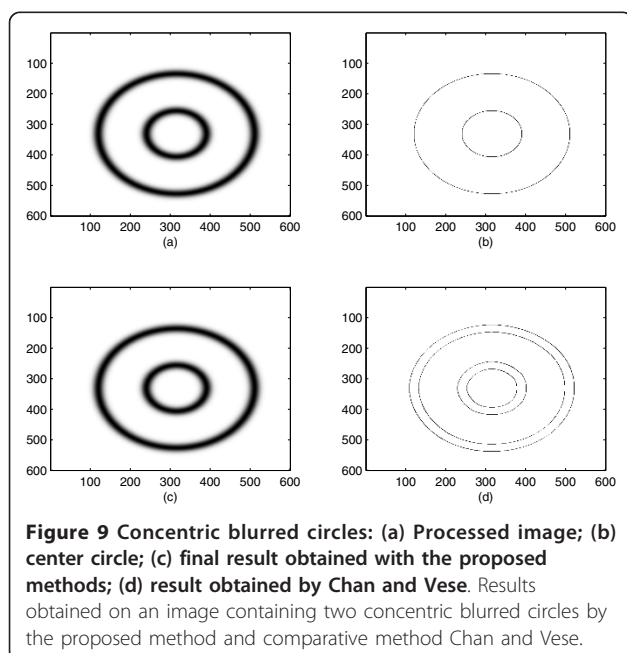 100
200
300
400
500
600
100 200 300 400 500 600
(a)
100
200
300
400
500
600
100 200 300 400 500 600
(b)
100
200
300
400
500
600
100 200 300 400 500 600
(c)
100
200
300
400
500
600
100 200 300 400 500 600
(d)
Figure 9 Concentric blurred circles: (a) Processed image; (b)
center circle; (c) final result obtained with the proposed
methods; (d) result obtained by Chan and Vese. Results
obtained on an image containing two concentric blurred circles by
the proposed method and comparative method Chan and Vese.